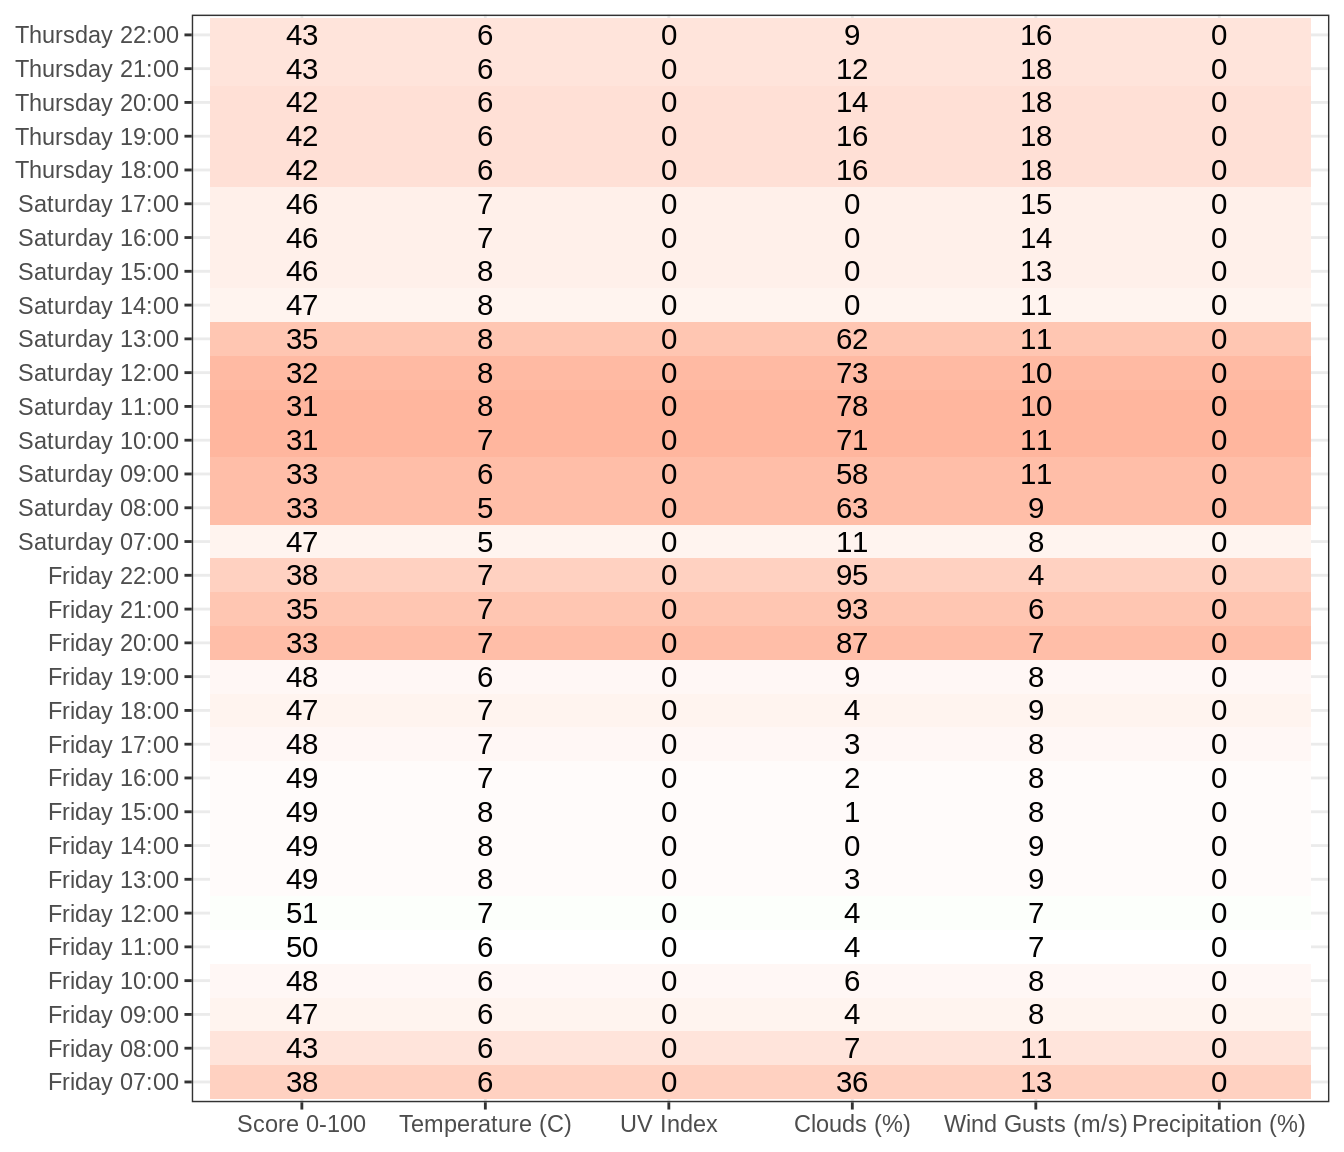 Thursday 22:00 43 6 0 9 16 0
Thursday 21:00 43 6 0 12 18 0
Thursday 20:00 42 6 0 14 18 0
Thursday 19:00 42 6 0 16 18 0
Thursday 18:00 42 6 0 16 18 0
Saturday 17:00 46 7 0 0 15 0
Saturday 16:00 46 7 0 0 14 0
Saturday 15:00 46 8 0 0 13 0
Saturday 14:00 47 8 0 0 11 0
Saturday 13:00 35 8 0 62 11 0
Saturday 12:00 32 8 0 73 10 0
Saturday 11:00 31 8 0 78 10 0
Saturday 10:00 31 7 0 71 11 0
Saturday 09:00 33 6 0 58 11 0
Saturday 08:00 33 5 0 63 9 0
Saturday 07:00 47 5 0 11 8 0
Friday 22:00 38 7 0 95 4 0
Friday 21:00 35 7 0 93 6 0
Friday 20:00 33 7 0 87 7 0
Friday 19:00 48 6 0 9 8 0
Friday 18:00 47 7 0 4 9 0
Friday 17:00 48 7 0 3 8 0
Friday 16:00 49 7 0 2 8 0
Friday 15:00 49 8 0 1 8 0
Friday 14:00 49 8 0 0 9 0
Friday 13:00 49 8 0 3 9 0
Friday 12:00 51 7 0 4 7 0
Friday 11:00 50 6 0 4 7 0
Friday 10:00 48 6 0 6 8 0
Friday 09:00 47 6 0 4 8 0
Friday 08:00 43 6 0 7 11 0
Friday 07:00 38 6 0 36 13 0
Score 0-100 Temperature (C) UV Index Clouds (%) Wind Gusts (m/s) Precipitation (%)